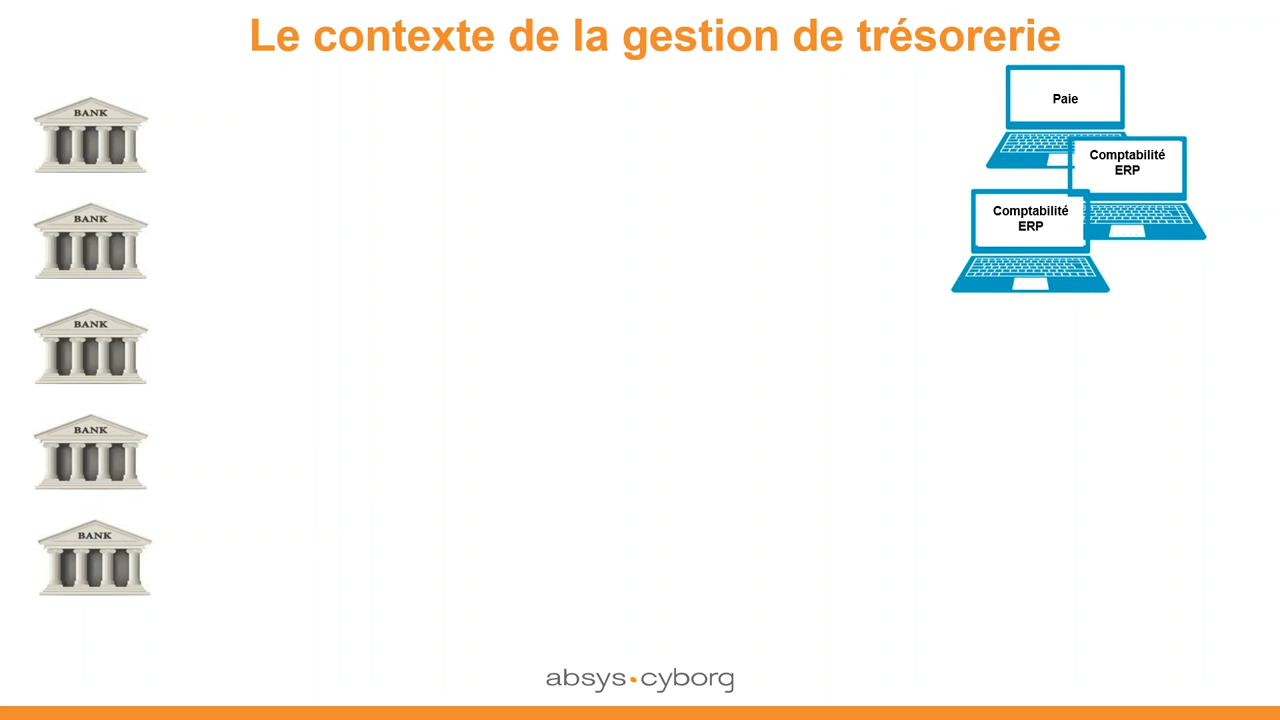 Le contexte de la gestion de trésorerie
Paie
Comptabilité
ERP
Comptabilité
ERP
BANK
BANK
BANK
BANK
BANK
absys•cyborg